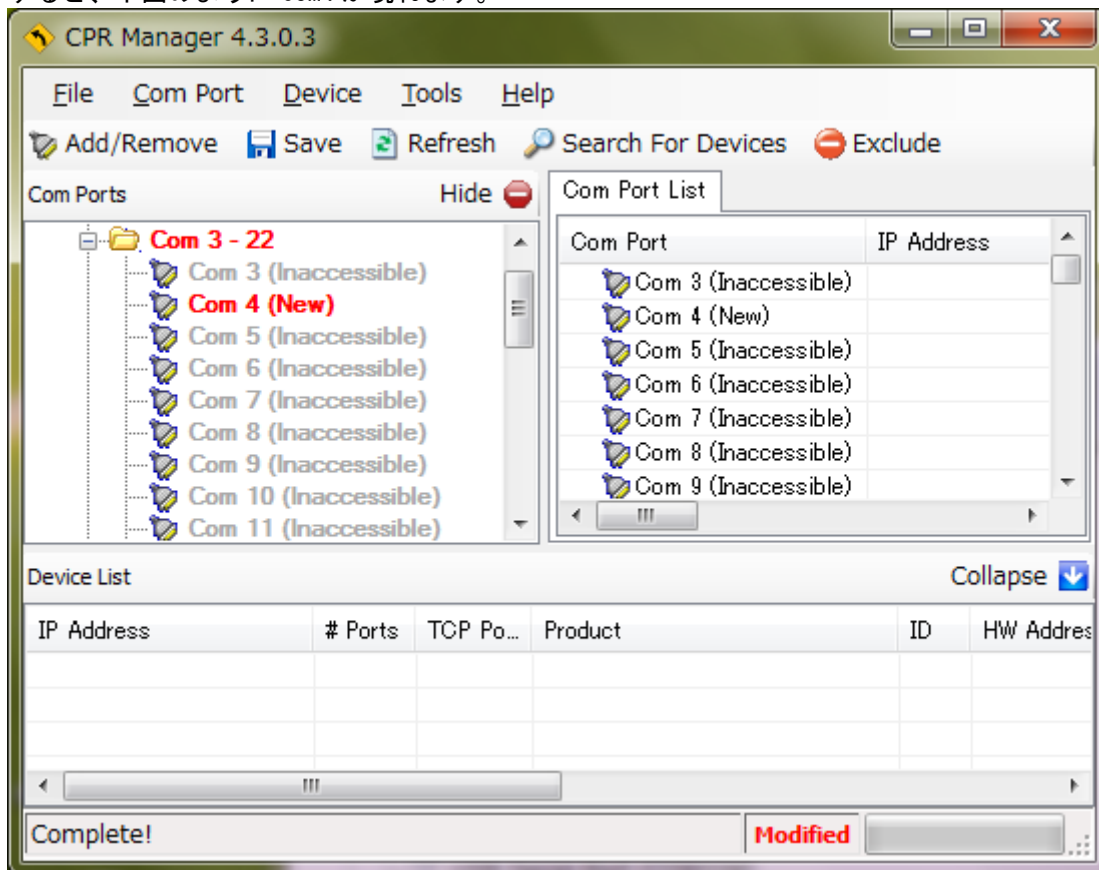 CPR Manager 4.3.0.3
File Com Port Device Tools Help
Add/Remove Save Refresh Search For Devices Exclude
Com Ports Hide
Com 3 - 22
Com 3 (Inaccessible)
Com 4 (New)
Com 5 (Inaccessible)
Com 6 (Inaccessible)
Com 7 (Inaccessible)
Com 8 (Inaccessible)
Com 9 (Inaccessible)
Com 10 (Inaccessible)
Com 11 (Inaccessible)
Com Port List
Com Port IP Address
Com 3 (Inaccessible)
Com 4 (New)
Com 5 (Inaccessible)
Com 6 (Inaccessible)
Com 7 (Inaccessible)
Com 8 (Inaccessible)
Com 9 (Inaccessible)
Device List Collapse
IP Address # Ports TCP Po... Product ID HW Addres
Complete! Modified